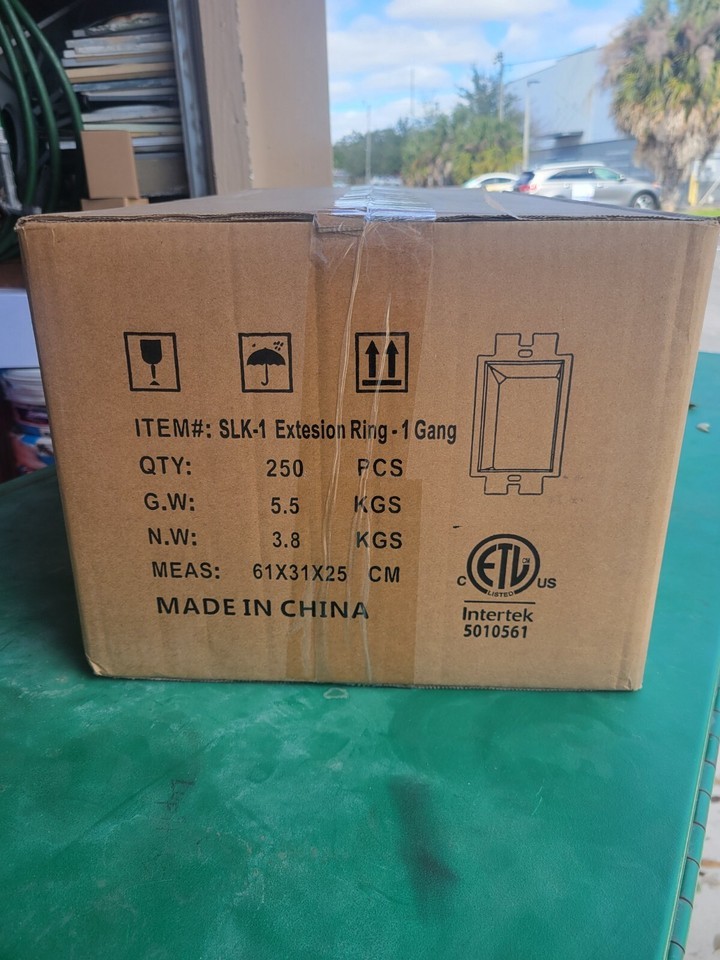 ITEM#: SLK-1 Extesion Ring - 1 Gang
QTY: 250 PCS
G.W: 5.5 KGS
N.W: 3.8 KGS
MEAS: 61X31X25 CM
MADE IN CHINA
ETL CM
LISTED
C US
Intertek
5010561